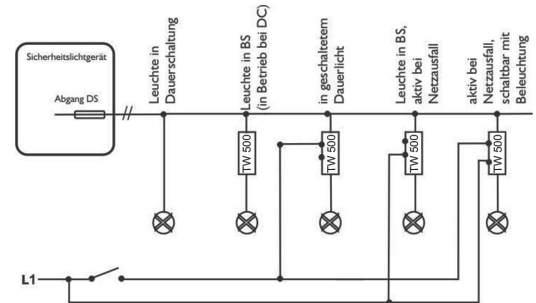 Sicherheitslichtgerät
Abgang DS
Leuchte in
Dauerschaltung
Leuchte in BS
(in Betrieb bei DC)
in geschaltetem
Dauerlicht
Leuchte in BS,
aktiv bei
Netzausfall
aktiv bei
Netzausfall,
schaltbar mit
Beleuchtung
TW 500
TW 500
TW 500
TW 500
L1